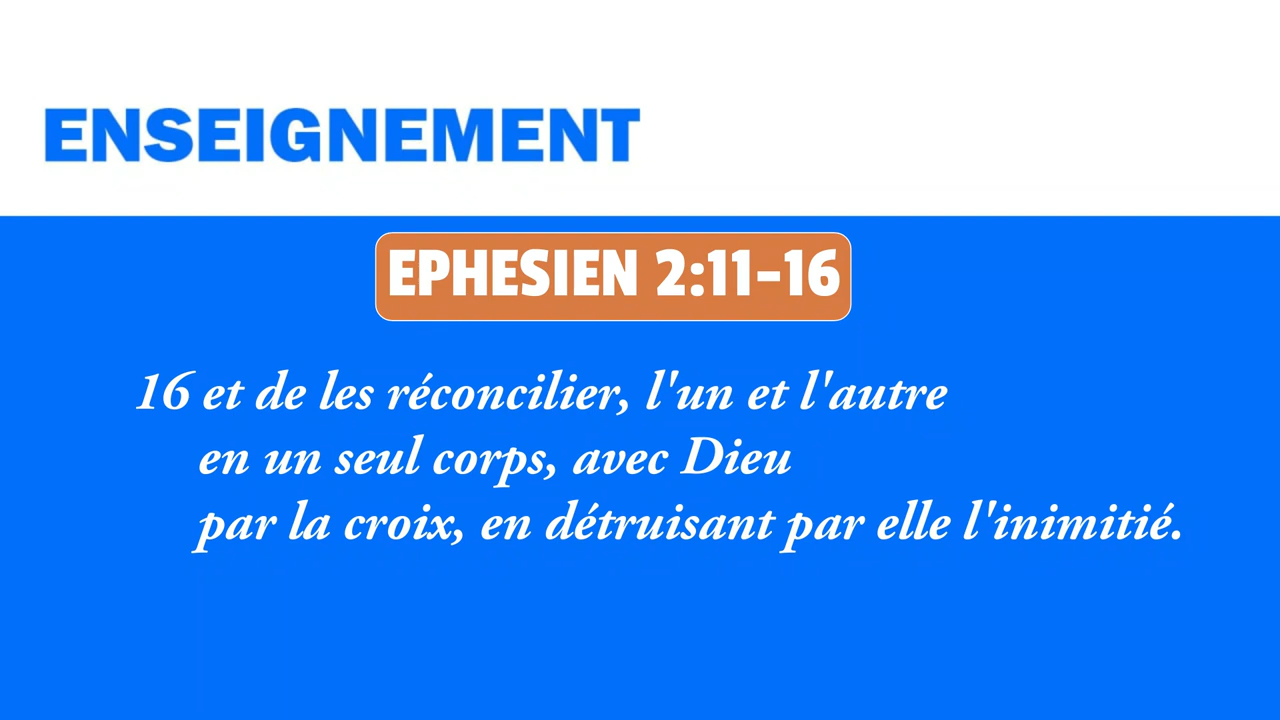 ENSEIGNEMENT
EPHESIEN 2:11-16
16 et de les réconcilier, l'un et l'autre
en un seul corps, avec Dieu
par la croix, en détruisant par elle l'inimitié.